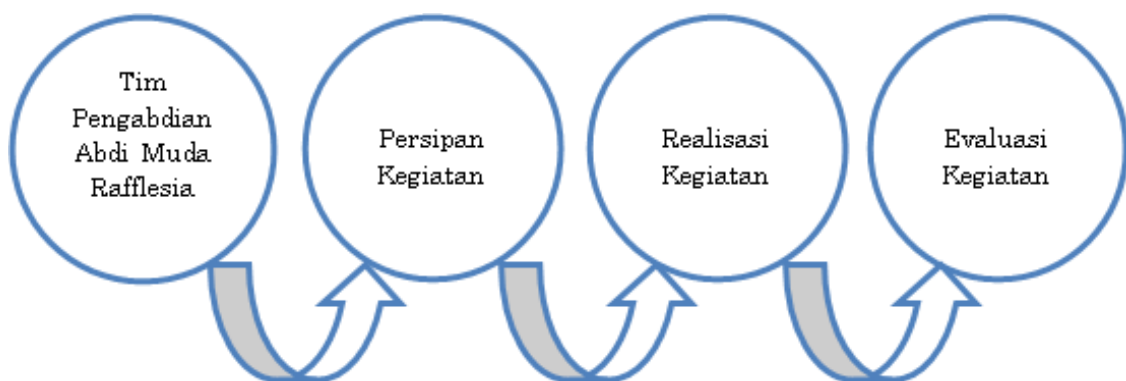 Tim
Pengabdian
Abdi Muda
Rafflesia
Persipan
Kegiatan
Realisasi
Kegiatan
Evaluasi
Kegiatan